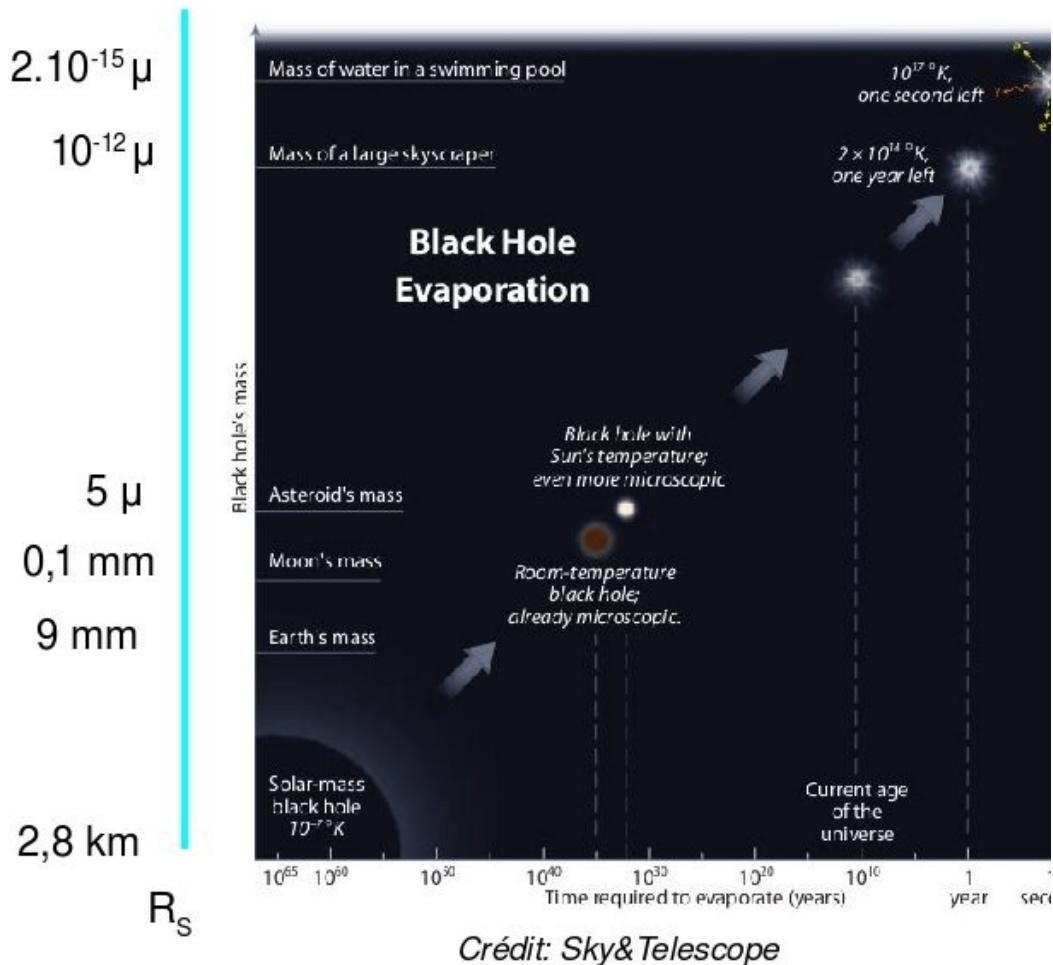 2.10⁻¹⁵ μ
10⁻¹² μ
5 μ
0,1 mm
9 mm
2,8 km
R_S
Black hole's mass
Mass of water in a swimming pool
10¹⁷ °K,
one second left
Mass of a large skyscraper
2 × 10¹⁴ °K,
one year left
Black Hole
Evaporation
Black hole with
Sun's temperature;
even more microscopic
Asteroid's mass
Moon's mass
Room-temperature
black hole;
already microscopic.
Earth's mass
Solar-mass
black hole
10⁻⁷ °K
Current age
of the
universe
10⁶⁵ 10⁶⁰ 10⁵⁰ 10⁴⁰ 10³⁰ 10²⁰ 10¹⁰ 1
year
Time required to evaporate (years)
Crédit: Sky&Telescope